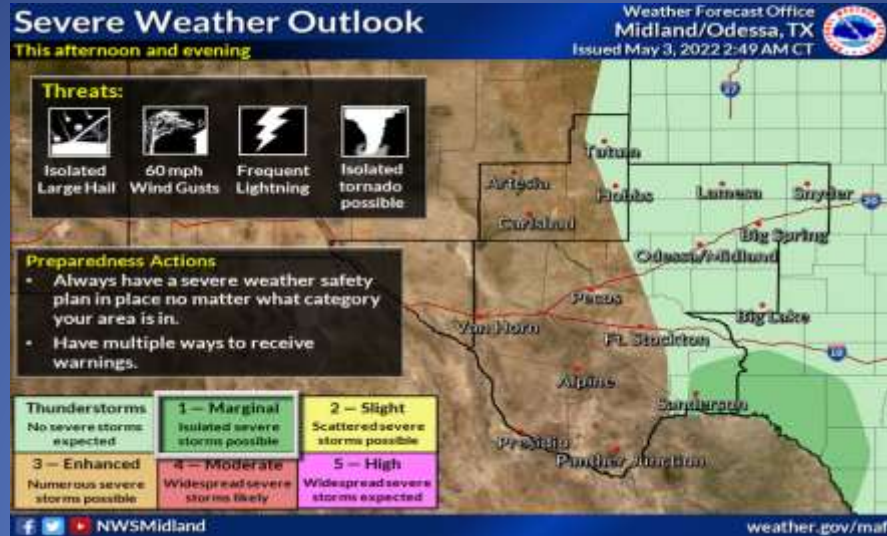 Severe Weather Outlook
This afternoon and evening
Weather Forecast Office
Midland/Odessa, TX
Issued May 3, 2022 2:49 AM CT
Threats:
Isolated
Large Hail
60 mph
Wind Gusts
Frequent
Lightning
Isolated
tornado
possible
Preparedness Actions
• Always have a severe weather safety
plan in place no matter what category
your area is in.
• Have multiple ways to receive
warnings.
27
Tatum
Artesia
Hobbs
Lamesa
Snyder
20
Carlsbad
Big Spring
Odessa/Midland
Pecos
Van Horn
Big Lake
Ft. Stockton
10
Alpine
Sanderson
Presidio
Panther Junction
Thunderstorms
No severe storms
expected
1 — Marginal
Isolated severe
storms possible
2 — Slight
Scattered severe
storms possible
3 — Enhanced
Numerous severe
storms possible
4 — Moderate
Widespread severe
storms likely
5 — High
Widespread severe
storms expected
NWSMidland
weather.gov/maf